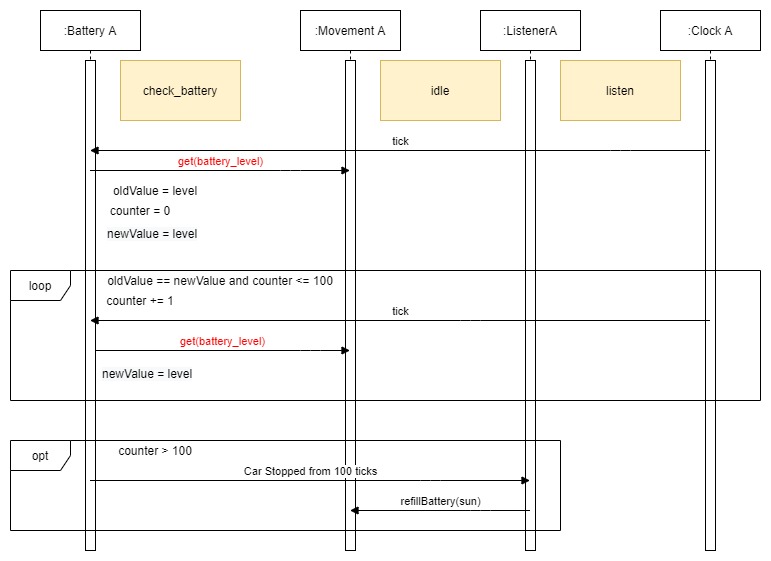 :Battery A
:Movement A
:ListenerA
:Clock A
check_battery
idle
listen
tick
get(battery_level)
oldValue = level
counter = 0
newValue = level
loop
oldValue == newValue and counter <= 100
counter += 1
tick
get(battery_level)
newValue = level
opt
counter > 100
Car Stopped from 100 ticks
refillBattery(sun)